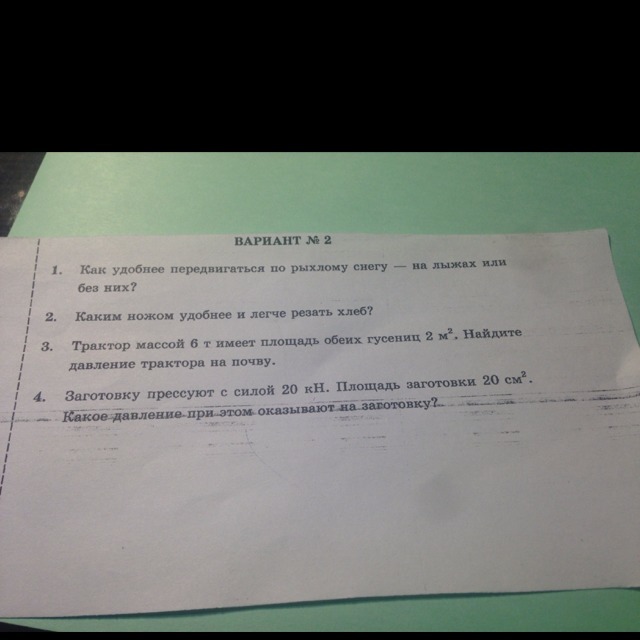 ВАРИАНТ № 2
1. Как удобнее передвигаться по рыхлому снегу — на лыжах или
без них?
2. Каким ножом удобнее и легче резать хлеб?
3. Трактор массой 6 т имеет площадь обеих гусениц 2 м². Найдите
давление трактора на почву.
4. Заготовку прессуют с силой 20 кН. Площадь заготовки 20 см².
Какое давление при этом оказывают на заготовку?